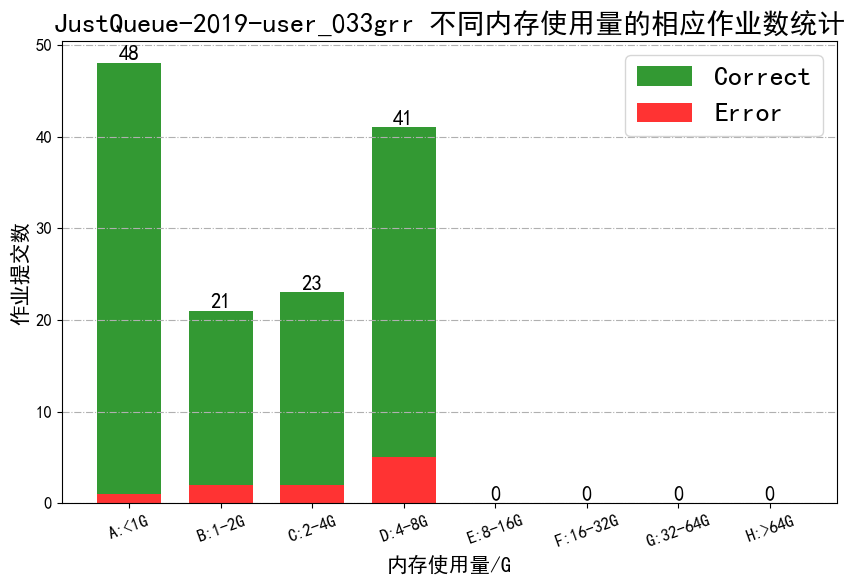 JustQueue-2019-user_033grr 不同内存使用量的相应作业数统计
Correct
Error
作业提交数
50
40
30
20
10
0
48
21
23
41
0
0
0
0
A:<1G
B:1-2G
C:2-4G
D:4-8G
E:8-16G
F:16-32G
G:32-64G
H:>64G
内存使用量/G